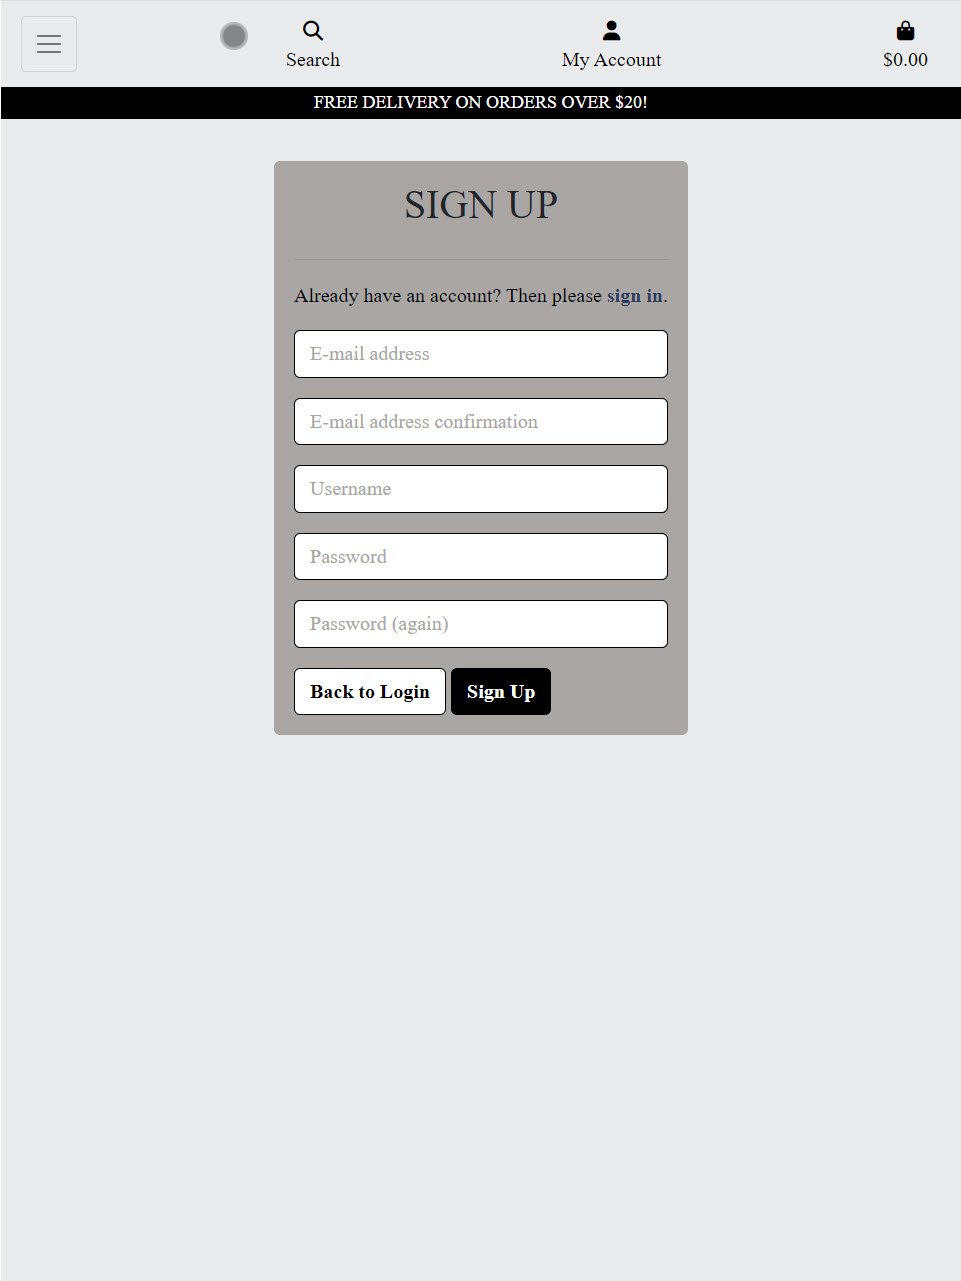 Search
My Account
$0.00
FREE DELIVERY ON ORDERS OVER $20!
SIGN UP
Already have an account? Then please sign in.
E-mail address
E-mail address confirmation
Username
Password
Password (again)
Back to Login
Sign Up